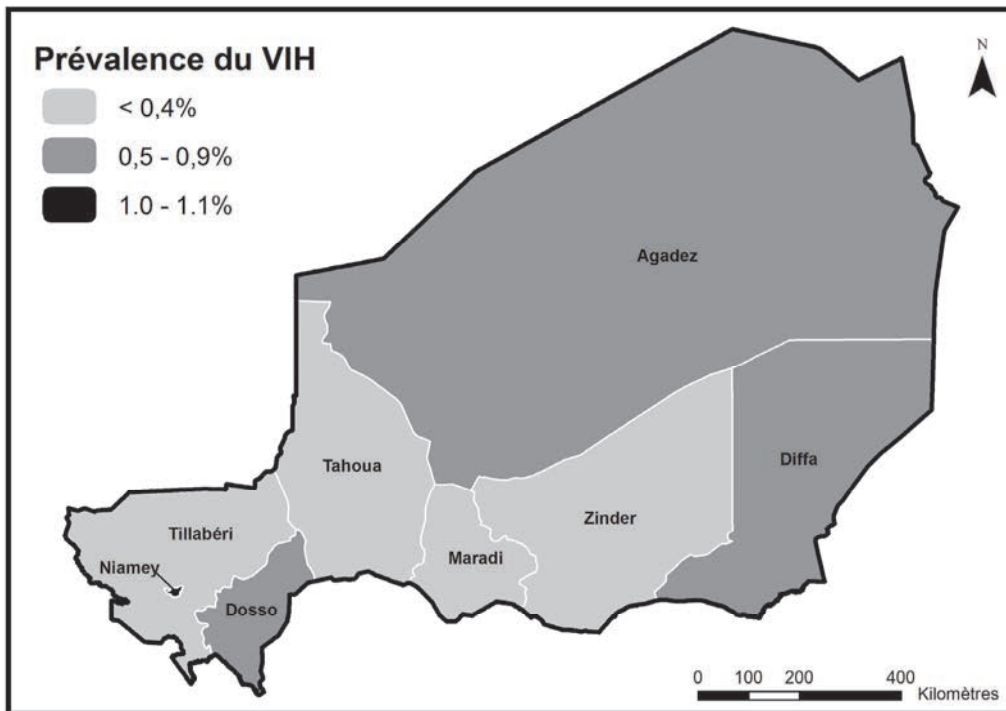 Prévalence du VIH
< 0,4%
0,5 - 0,9%
1.0 - 1.1%
N
Agadez
Tahoua
Diffa
Zinder
Tillabéri
Maradi
Niamey
Dosso
0 100 200 400
Kilomètres